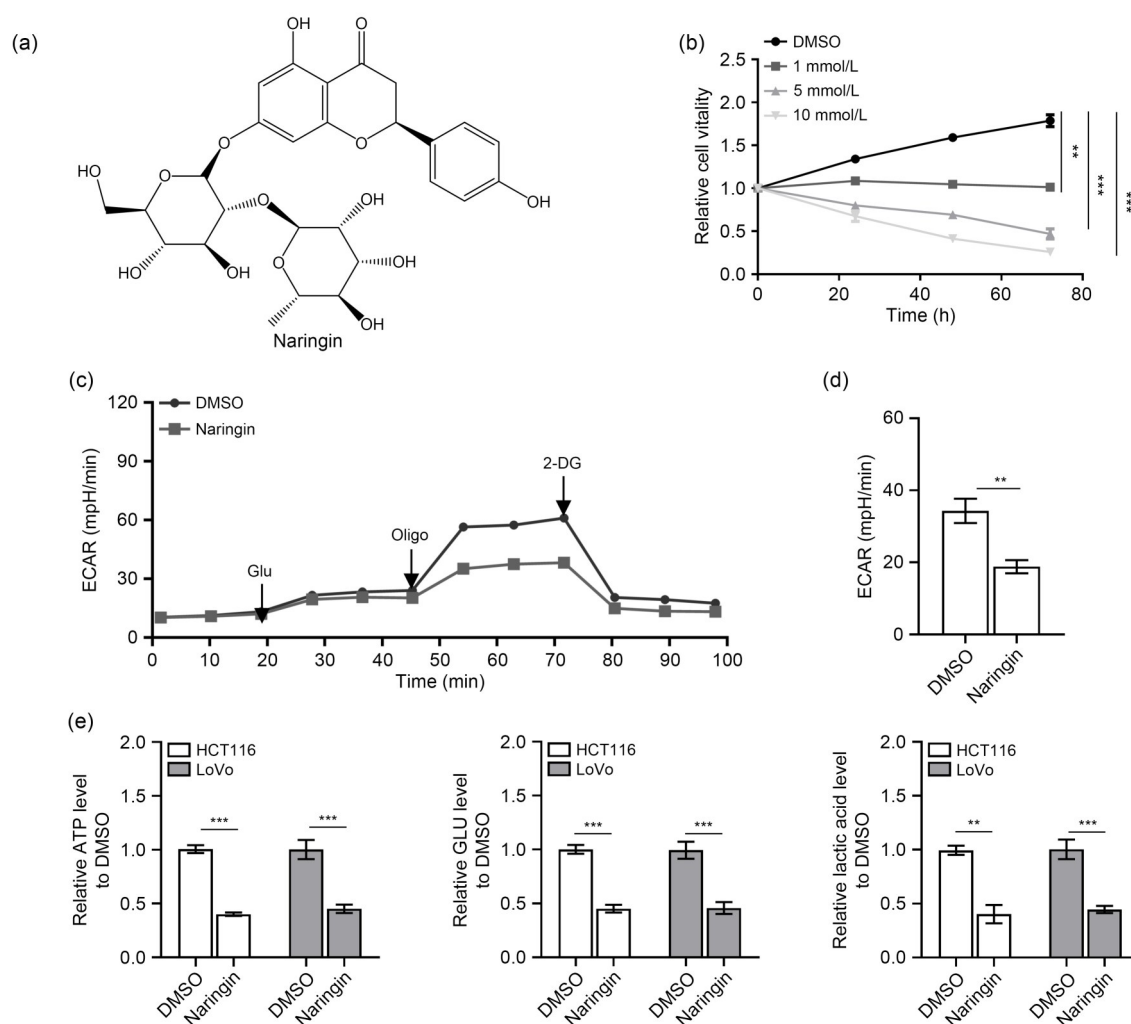 (a)
OH
O
O
O
OH
HO
O
O
HO
OH
O
OH
OH
OH
Naringin
(b)
DMSO
1 mmol/L
5 mmol/L
10 mmol/L
Relative cell vitality
2.0
1.5
1.0
0.5
0.0
0 20 40 60 80
Time (h)
**
***
***
(c)
DMSO
Naringin
ECAR (mpH/min)
120
90
60
30
0
Glu
Oligo
2-DG
0 10 20 30 40 50 60 70 80 90 100
Time (min)
(d)
ECAR (mpH/min)
60
40
20
0
**
DMSO
Naringin
(e)
HCT116
LoVo
Relative ATP level
to DMSO
2.0
1.5
1.0
0.5
0.0
*** ***
DMSO
Naringin
DMSO
Naringin
HCT116
LoVo
Relative GLU level
to DMSO
2.0
1.5
1.0
0.5
0.0
*** ***
DMSO
Naringin
DMSO
Naringin
HCT116
LoVo
Relative lactic acid level
to DMSO
2.0
1.5
1.0
0.5
0.0
** ***
DMSO
Naringin
DMSO
Naringin